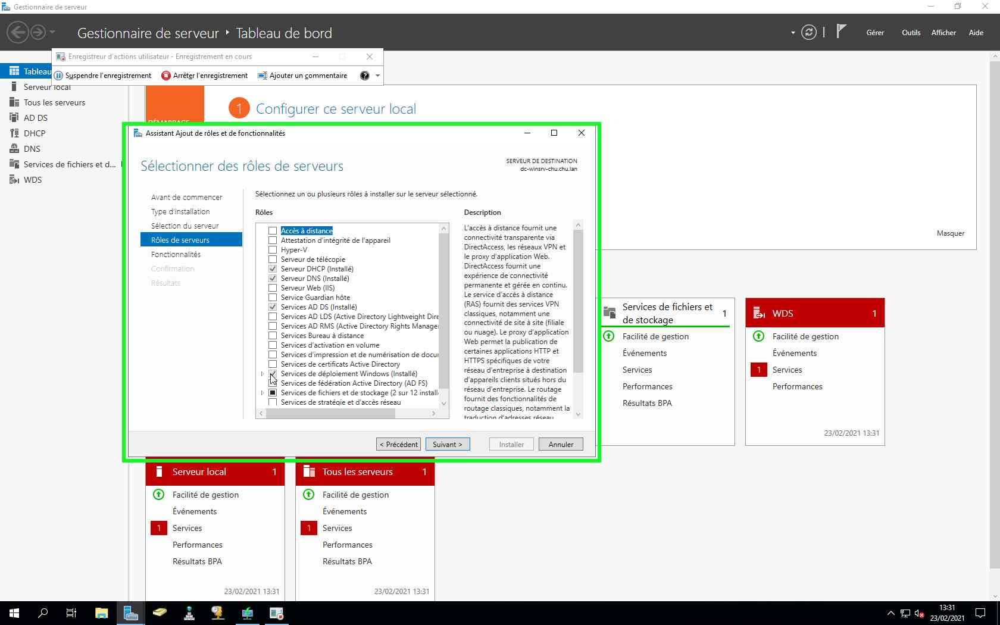 Gestionnaire de serveur
Gestionnaire de serveur ‣ Tableau de bord
Gérer Outils Afficher Aide
Enregistreur d'actions utilisateur - Enregistrement en cours
Suspendre l'enregistrement Arrêter l'enregistrement Ajouter un commentaire
Tableau
Serveur local
Tous les serveurs
AD DS
DHCP
DNS
Services de fichiers et d...
WDS
1 Configurer ce serveur local
DÉMARRAGE
Masquer
Assistant Ajout de rôles et de fonctionnalités
Sélectionner des rôles de serveurs
SERVEUR DE DESTINATION
dc-winsrv-chu.chu.lan
Avant de commencer
Type d'installation
Sélection du serveur
Rôles de serveurs
Fonctionnalités
Confirmation
Résultats
Sélectionnez un ou plusieurs rôles à installer sur le serveur sélectionné.
Rôles
Accès à distance
Attestation d'intégrité de l'appareil
Hyper-V
Serveur de télécopie
Serveur DHCP (Installé)
Serveur DNS (Installé)
Serveur Web (IIS)
Service Guardian hôte
Services AD DS (Installé)
Services AD LDS (Active Directory Lightweight Dire
Services AD RMS (Active Directory Rights Manager
Services Bureau à distance
Services d'activation en volume
Services d'impression et de numérisation de docu
Services de certificats Active Directory
Services de déploiement Windows (Installé)
Services de fédération Active Directory (AD FS)
Services de fichiers et de stockage (2 sur 12 install
Services de stratégie et d'accès réseau
Description
L'accès à distance fournit une
connectivité transparente via
DirectAccess, les réseaux VPN et
le proxy d'application Web.
DirectAccess fournit une
expérience de connectivité
permanente et gérée en continu.
Le service d'accès à distance
(RAS) fournit des services VPN
classiques, notamment une
connectivité de site à site (filiale
ou nuage). Le proxy d'application
Web permet la publication de
certaines applications HTTP et
HTTPS spécifiques de votre
réseau d'entreprise à destination
d'appareils clients situés hors du
réseau d'entreprise. Le routage
fournit des fonctionnalités de
routage classiques, notamment la
traduction d'adresses réseau
< Précédent Suivant > Installer Annuler
Services de fichiers et de stockage 1
Facilité de gestion
Événements
Services
Performances
Résultats BPA
23/02/2021 13:31
WDS 1
Facilité de gestion
Événements
1 Services
Performances
23/02/2021 13:31
Serveur local 1
Facilité de gestion
Événements
1 Services
Performances
Résultats BPA
23/02/2021 13:31
Tous les serveurs 1
Facilité de gestion
Événements
1 Services
Performances
Résultats BPA
23/02/2021 13:31
13:31
23/02/2021